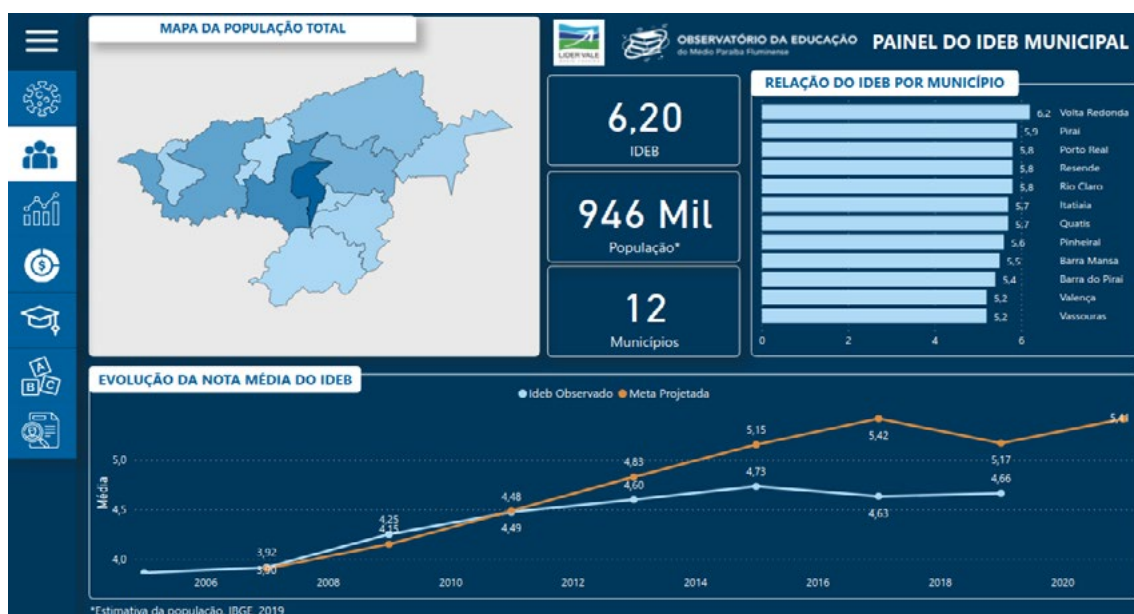 MAPA DA POPULAÇÃO TOTAL
LIDER VALE
OBSERVATÓRIO DA EDUCAÇÃO
do Médio Paraíba Fluminense
PAINEL DO IDEB MUNICIPAL
6,20
IDEB
946 Mil
População*
12
Municípios
RELAÇÃO DO IDEB POR MUNICÍPIO
6,2 Volta Redonda
5,9 Piraí
5,8 Porto Real
5,8 Resende
5,8 Rio Claro
5,7 Itatiaia
5,7 Quatis
5,6 Pinheiral
5,5 Barra Mansa
5,4 Barra do Piraí
5,2 Valença
5,2 Vassouras
0 2 4 6
EVOLUÇÃO DA NOTA MÉDIA DO IDEB
Ideb Observado Meta Projetada
Média
5,0
4,5
4,0
3,92
3,90
4,25
4,15
4,48
4,49
4,83
4,60
5,15
4,73
5,42
4,63
5,17
4,66
2006 2008 2010 2012 2014 2016 2018 2020
*Estimativa da população, IBGE, 2019